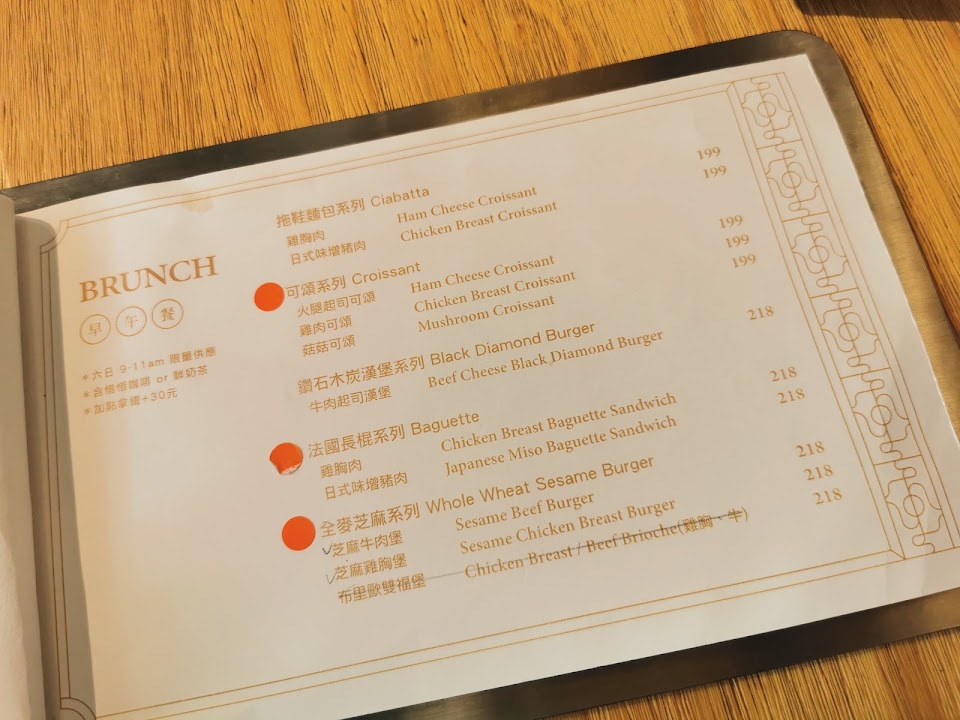 BRUNCH
早午餐
*六日 9-11am 限量供應
*含悟悟咖啡 or 鮮奶茶
*加點拿鐵+30元
拖鞋麵包系列 Ciabatta
雞胸肉 Ham Cheese Croissant 199
日式味增豬肉 Chicken Breast Croissant 199
可頌系列 Croissant
火腿起司可頌 Ham Cheese Croissant 199
雞肉可頌 Chicken Breast Croissant 199
菇菇可頌 Mushroom Croissant 199
鑽石木炭漢堡系列 Black Diamond Burger
牛肉起司漢堡 Beef Cheese Black Diamond Burger 218
法國長棍系列 Baguette
雞胸肉 Chicken Breast Baguette Sandwich 218
日式味增豬肉 Japanese Miso Baguette Sandwich 218
全麥芝麻系列 Whole Wheat Sesame Burger
芝麻牛肉堡 Sesame Beef Burger 218
芝麻雞胸堡 Sesame Chicken Breast Burger 218
布里歐雙福堡 Chicken Breast / Beef Brioche(雞胸、牛) 218